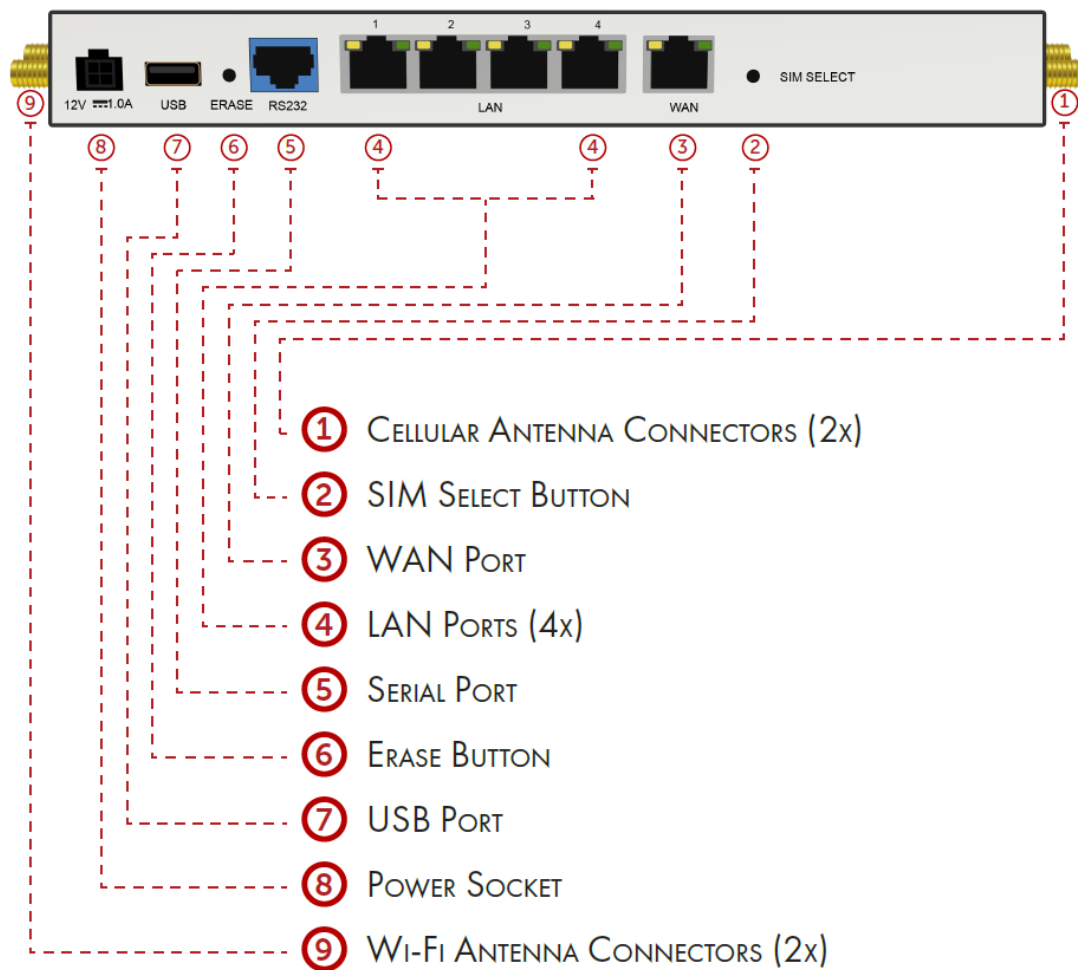 1 2 3 4
SIM SELECT
12V ⎓1.0A USB ERASE RS232 LAN WAN
9 1
8 7 6 5 4 4 3 2
1 Cellular Antenna Connectors (2x)
2 SIM Select Button
3 WAN Port
4 LAN Ports (4x)
5 Serial Port
6 Erase Button
7 USB Port
8 Power Socket
9 Wi-Fi Antenna Connectors (2x)